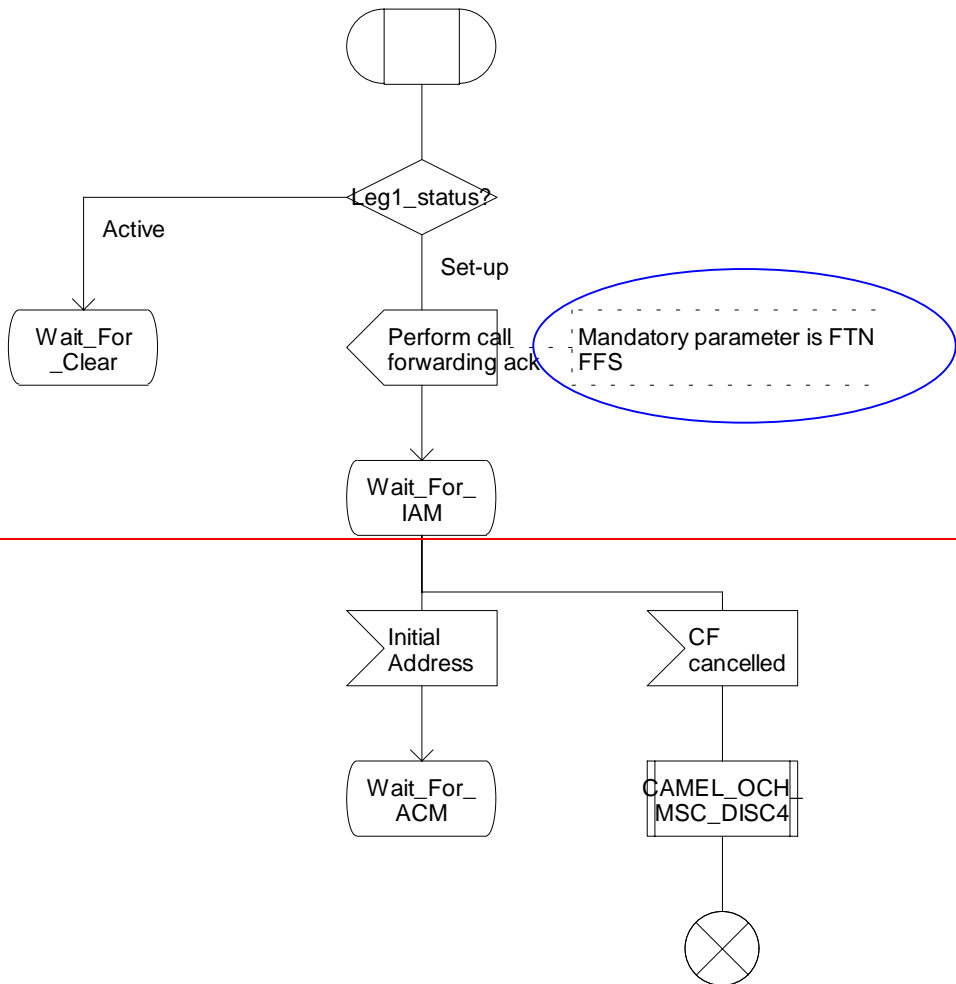 Leg1_status?
Active
Set-up
Wait_For
_Clear
Perform call
forwarding ack
Mandatory parameter is FTN
FFS
Wait_For_
IAM
Initial
Address
CF
cancelled
Wait_For_
ACM
CAMEL_OCH_
MSC_DISC4